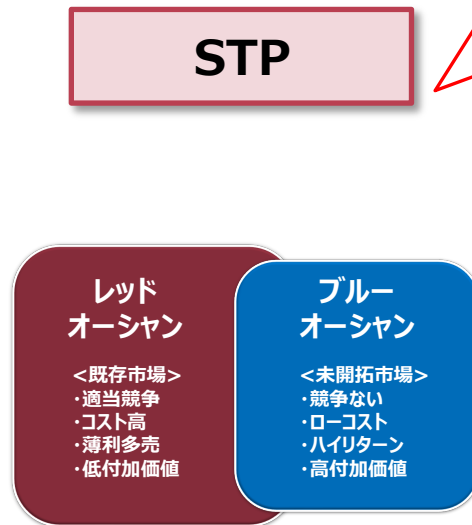 STP
レッド
オーシャン
<既存市場>
・適当競争
・コスト高
・薄利多売
・低付加価値
ブルー
オーシャン
<未開拓市場>
・競争ない
・ローコスト
・ハイリターン
・高付加価値